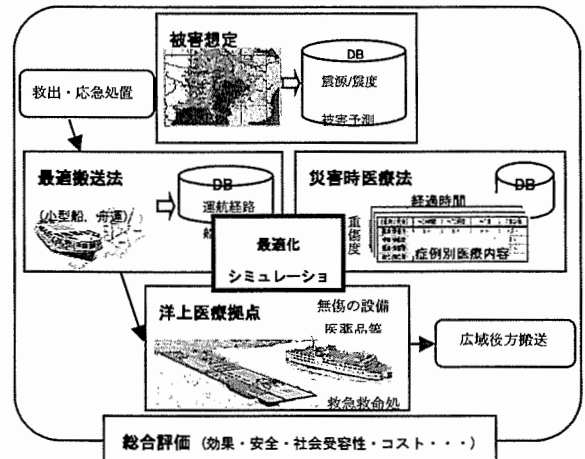 被害想定
DB
震源/震度
被害予測
救出・応急処置
最適搬送法
(小型船、舟運)
DB
運航経路
災害時医療法
DB
経過時間
重傷度
症例別医療内容
最適化
シミュレーショ
洋上医療拠点
無傷の設備
医薬品等
救急救命処
広域後方搬送
総合評価（効果・安全・社会受容性・コスト・・・）